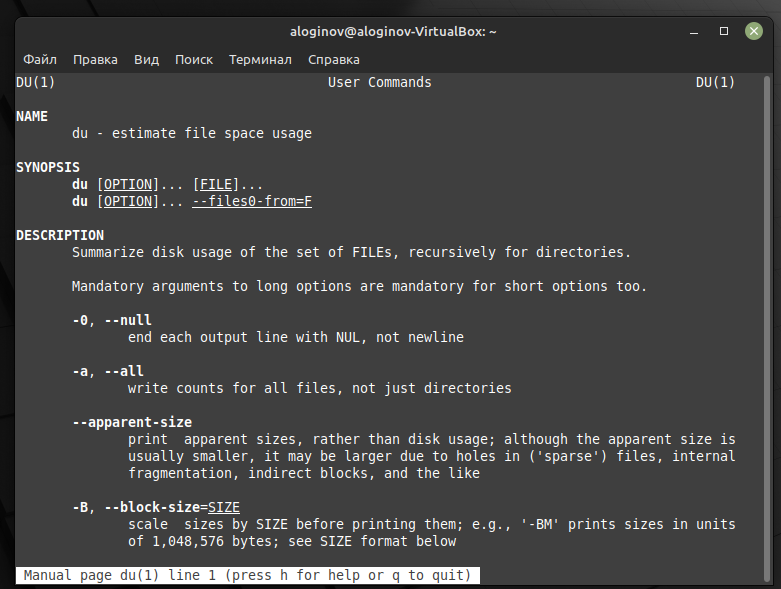 aloginov@aloginov-VirtualBox: ~
Файл Правка Вид Поиск Терминал Справка
DU(1) User Commands DU(1)
NAME
du - estimate file space usage
SYNOPSIS
du [OPTION]... [FILE]...
du [OPTION]... --files0-from=F
DESCRIPTION
Summarize disk usage of the set of FILEs, recursively for directories.
Mandatory arguments to long options are mandatory for short options too.
-0, --null
end each output line with NUL, not newline
-a, --all
write counts for all files, not just directories
--apparent-size
print apparent sizes, rather than disk usage; although the apparent size is
usually smaller, it may be larger due to holes in ('sparse') files, internal
fragmentation, indirect blocks, and the like
-B, --block-size=SIZE
scale sizes by SIZE before printing them; e.g., '-BM' prints sizes in units
of 1,048,576 bytes; see SIZE format below
Manual page du(1) line 1 (press h for help or q to quit)